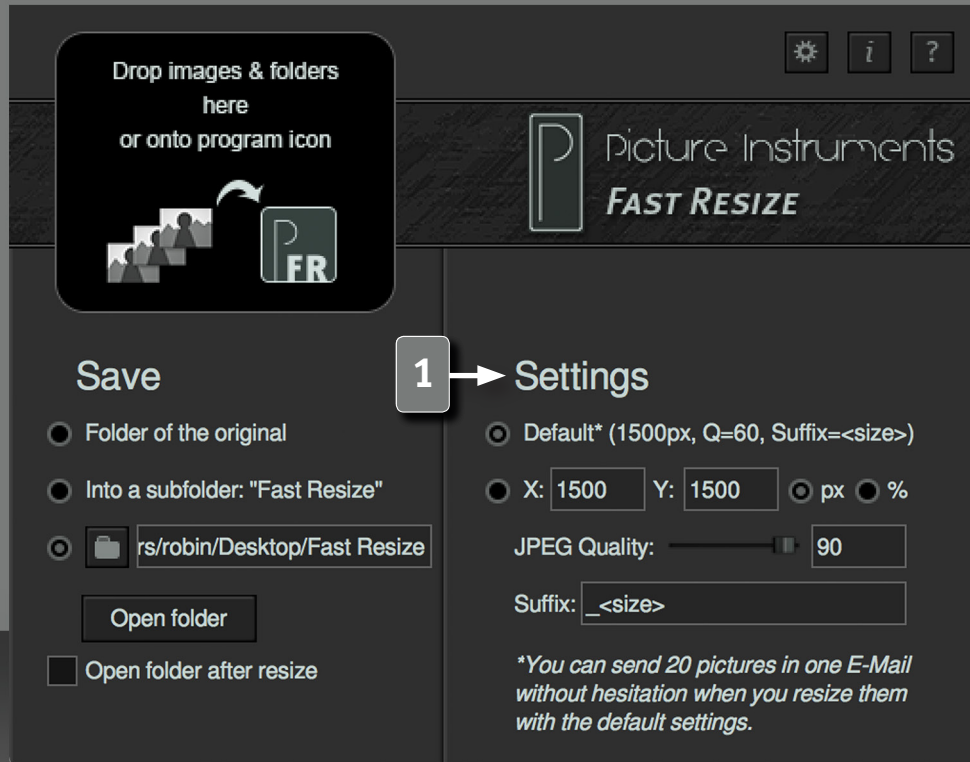 Drop images & folders
here
or onto program icon
FR
i
?
Picture Instruments
FAST RESIZE
Save
Folder of the original
Into a subfolder: "Fast Resize"
rs/robin/Desktop/Fast Resize
Open folder
Open folder after resize
1
Settings
Default* (1500px, Q=60, Suffix=<size>)
X: 1500 Y: 1500 px %
JPEG Quality: 90
Suffix: _<size>
*You can send 20 pictures in one E-Mail
without hesitation when you resize them
with the default settings.